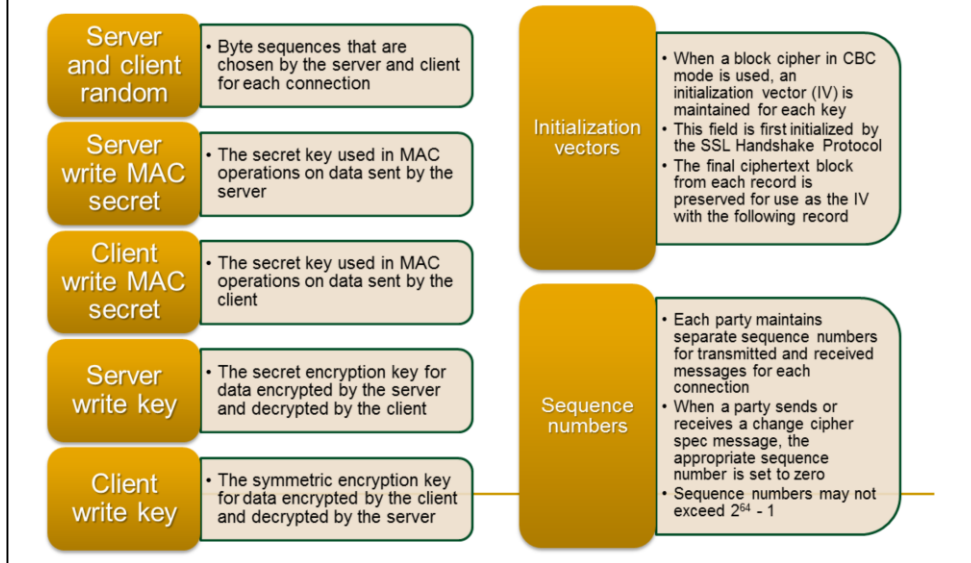 Server
and client
random
• Byte sequences that are
chosen by the server and client
for each connection
Server
write MAC
secret
• The secret key used in MAC
operations on data sent by the
server
Client
write MAC
secret
• The secret key used in MAC
operations on data sent by the
client
Server
write key
• The secret encryption key for
data encrypted by the server
and decrypted by the client
Client
write key
• The symmetric encryption key
for data encrypted by the client
and decrypted by the server
Initialization
vectors
• When a block cipher in CBC
mode is used, an
initialization vector (IV) is
maintained for each key
• This field is first initialized by
the SSL Handshake Protocol
• The final ciphertext block
from each record is
preserved for use as the IV
with the following record
Sequence
numbers
• Each party maintains
separate sequence numbers
for transmitted and received
messages for each
connection
• When a party sends or
receives a change cipher
spec message, the
appropriate sequence
number is set to zero
• Sequence numbers may not
exceed 2⁶⁴ - 1